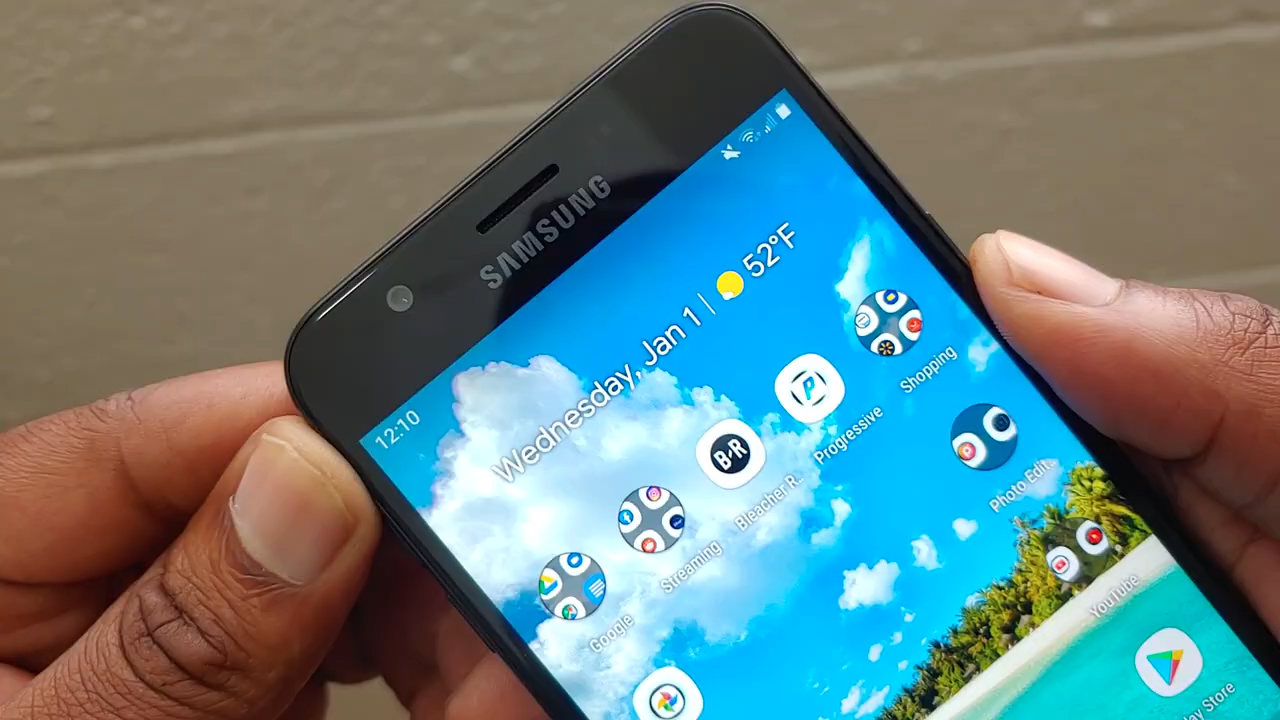 SAMSUNG
12:10
Wednesday, Jan 1 | 52°F
Google
Streaming
Bleacher R..
Progressive
Shopping
B/R
P
Photo Edit..
YouTube
Play Store